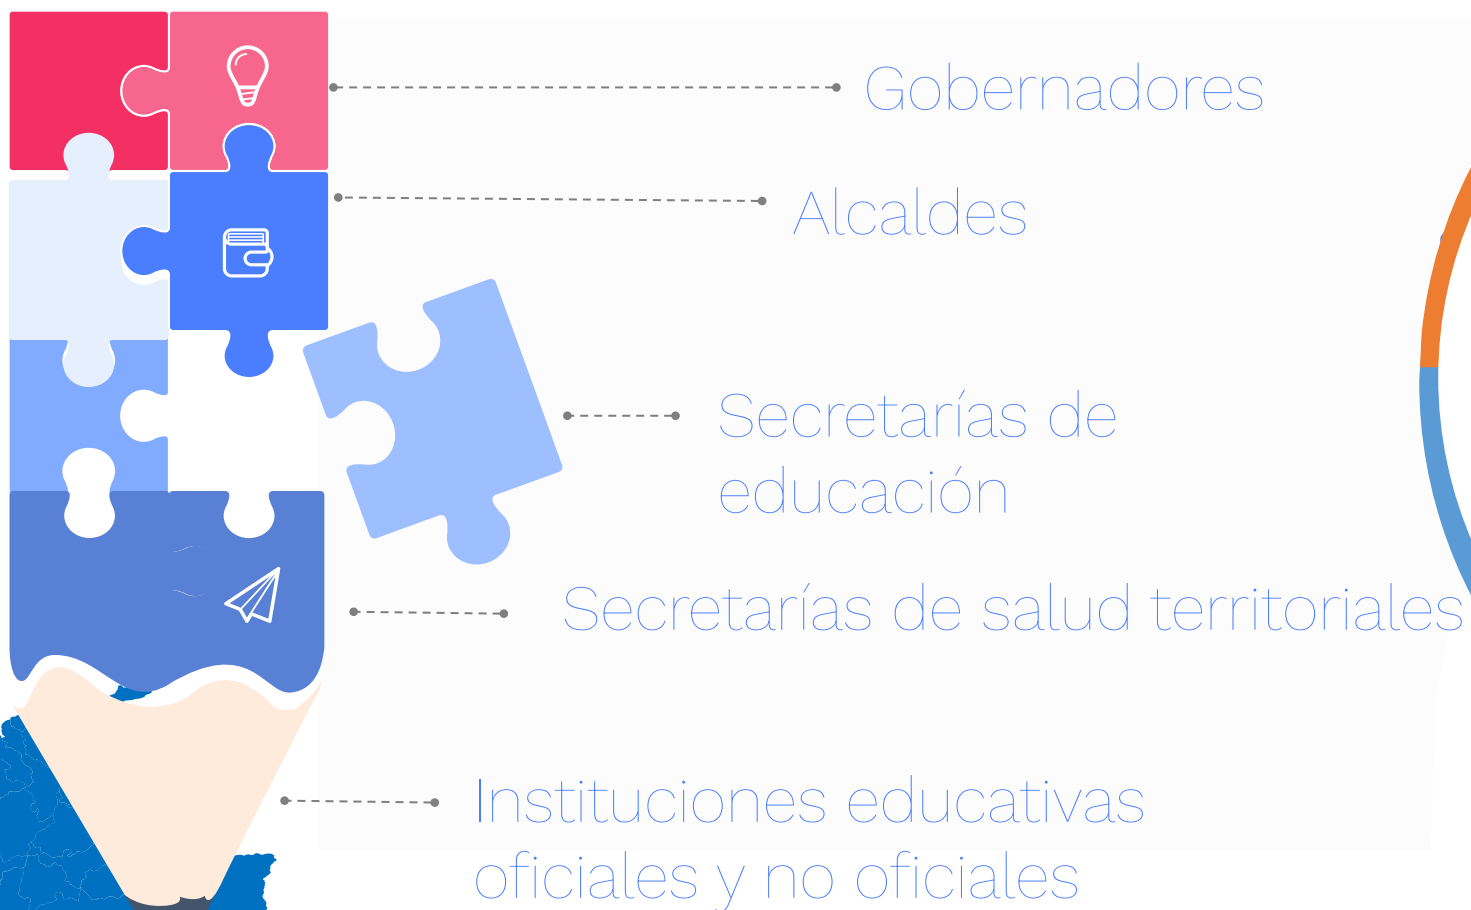 Gobernadores
Alcaldes
Secretarías de
educación
Secretarías de salud territoriales
Instituciones educativas
oficiales y no oficiales